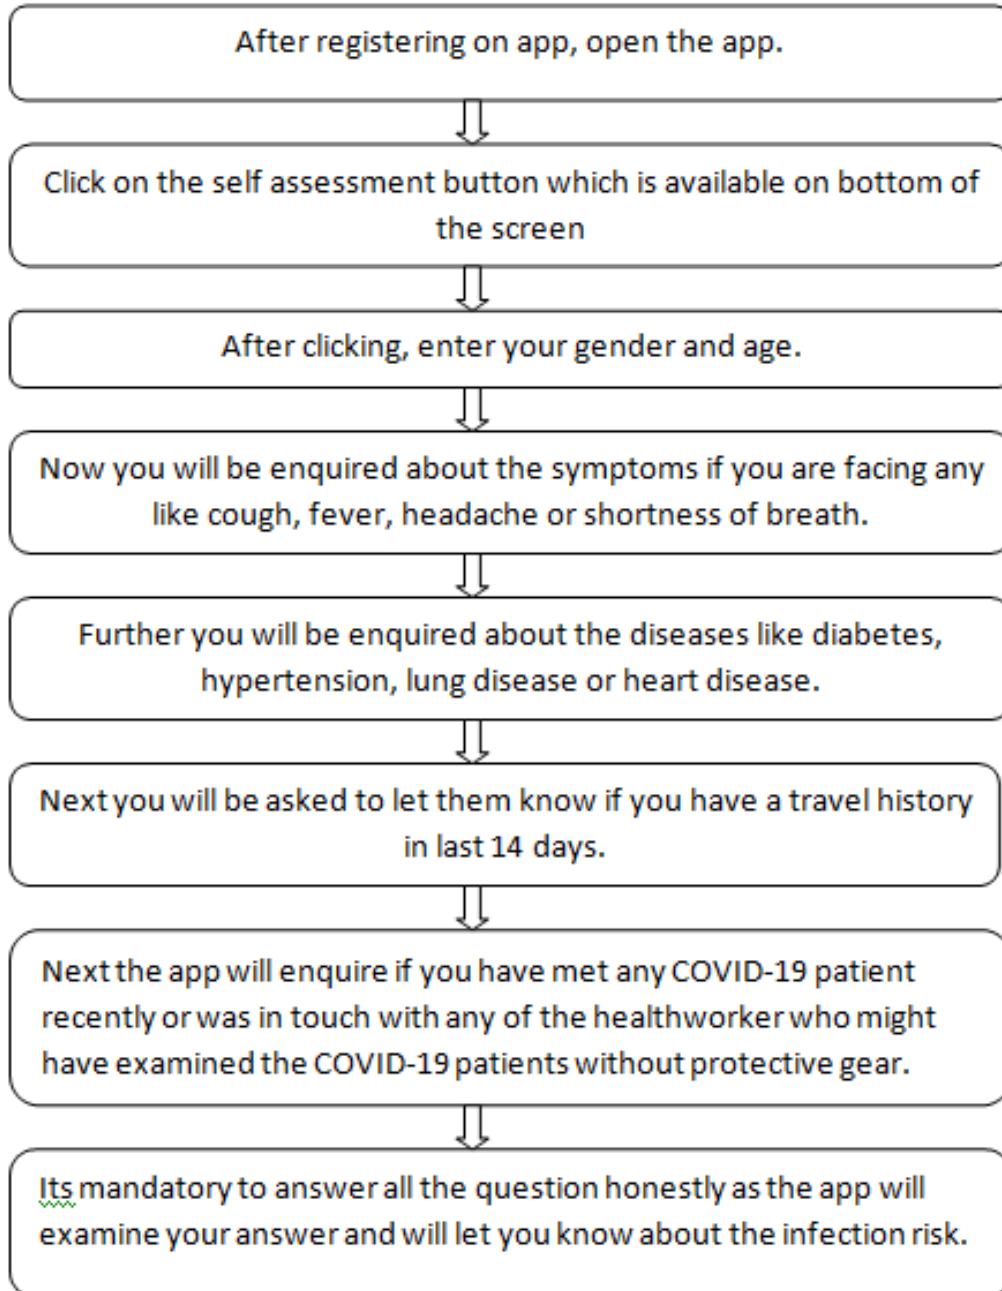 After registering on app, open the app.
Click on the self assessment button which is available on bottom of
the screen
After clicking, enter your gender and age.
Now you will be enquired about the symptoms if you are facing any
like cough, fever, headache or shortness of breath.
Further you will be enquired about the diseases like diabetes,
hypertension, lung disease or heart disease.
Next you will be asked to let them know if you have a travel history
in last 14 days.
Next the app will enquire if you have met any COVID-19 patient
recently or was in touch with any of the healthworker who might
have examined the COVID-19 patients without protective gear.
Its mandatory to answer all the question honestly as the app will
examine your answer and will let you know about the infection risk.